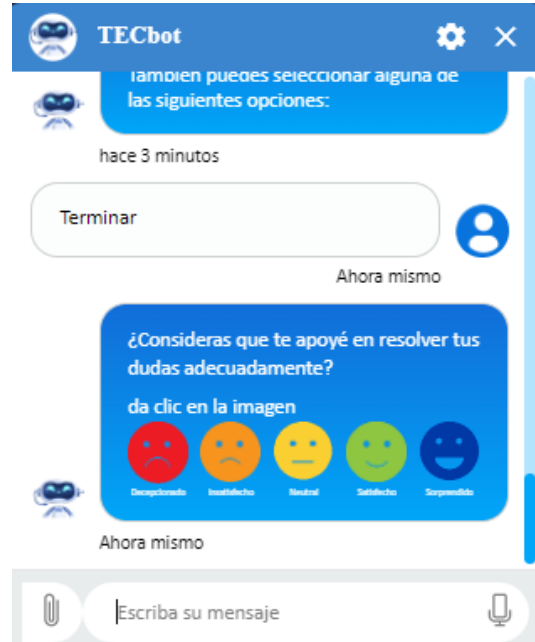 TECbot
También puedes seleccionar alguna de
las siguientes opciones:
hace 3 minutos
Terminar
Ahora mismo
¿Consideras que te apoyé en resolver tus
dudas adecuadamente?
da clic en la imagen
Decepcionado Insatisfecho Neutral Satisfecho Sorprendido
Ahora mismo
Escriba su mensaje